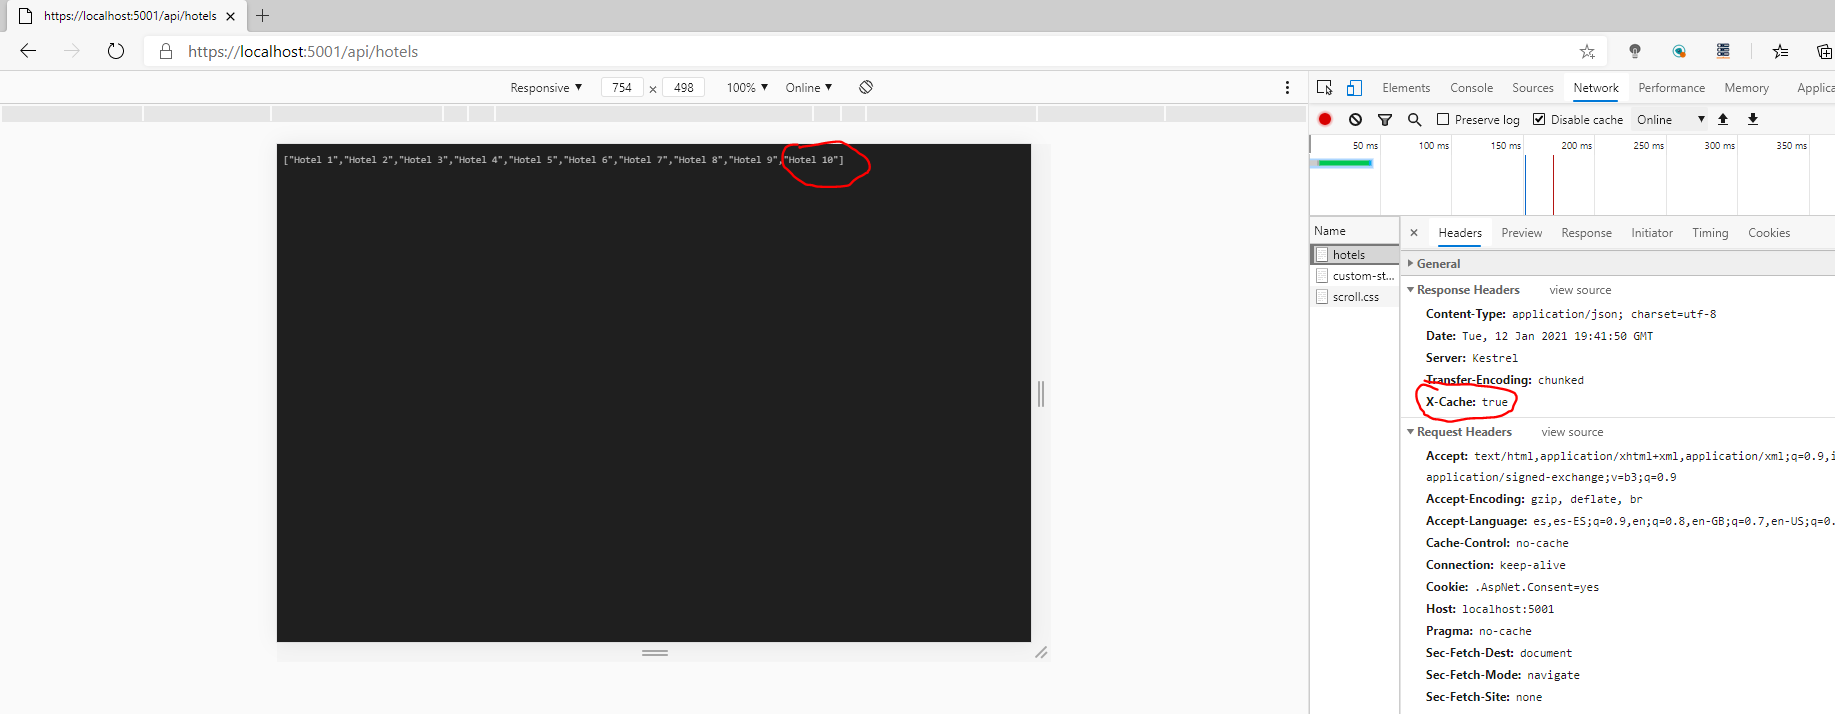 https://localhost:5001/api/hotels
https://localhost:5001/api/hotels
Responsive 754 × 498 100% Online
Elements Console Sources Network Performance Memory Applica
Preserve log Disable cache Online
50 ms 100 ms 150 ms 200 ms 250 ms 300 ms 350 ms
["Hotel 1","Hotel 2","Hotel 3","Hotel 4","Hotel 5","Hotel 6","Hotel 7","Hotel 8","Hotel 9","Hotel 10"]
Name
hotels
custom-st...
scroll.css
Headers Preview Response Initiator Timing Cookies
General
Response Headers view source
Content-Type: application/json; charset=utf-8
Date: Tue, 12 Jan 2021 19:41:50 GMT
Server: Kestrel
Transfer-Encoding: chunked
X-Cache: true
Request Headers view source
Accept: text/html,application/xhtml+xml,application/xml;q=0.9,i
application/signed-exchange;v=b3;q=0.9
Accept-Encoding: gzip, deflate, br
Accept-Language: es,es-ES;q=0.9,en;q=0.8,en-GB;q=0.7,en-US;q=0.
Cache-Control: no-cache
Connection: keep-alive
Cookie: .AspNet.Consent=yes
Host: localhost:5001
Pragma: no-cache
Sec-Fetch-Dest: document
Sec-Fetch-Mode: navigate
Sec-Fetch-Site: none